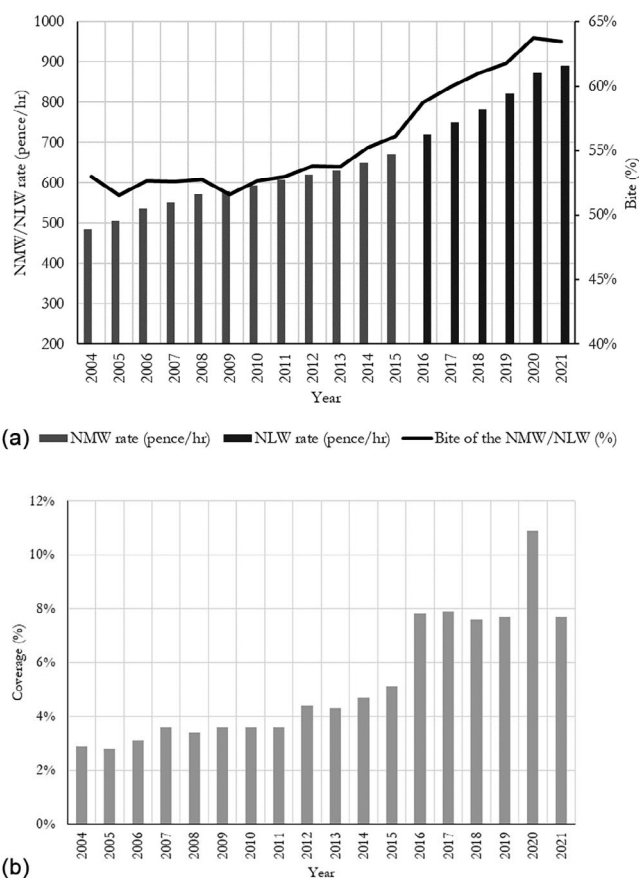 1000
900
800
700
600
500
400
300
200
NMW/NLW rate (pence/hr)
65%
60%
55%
50%
45%
40%
Bite (%)
2004 2005 2006 2007 2008 2009 2010 2011 2012 2013 2014 2015 2016 2017 2018 2019 2020 2021
Year
(a) NMW rate (pence/hr) NLW rate (pence/hr) Bite of the NMW/NLW (%)
12%
10%
8%
6%
4%
2%
0%
Coverage (%)
2004 2005 2006 2007 2008 2009 2010 2011 2012 2013 2014 2015 2016 2017 2018 2019 2020 2021
Year
(b)